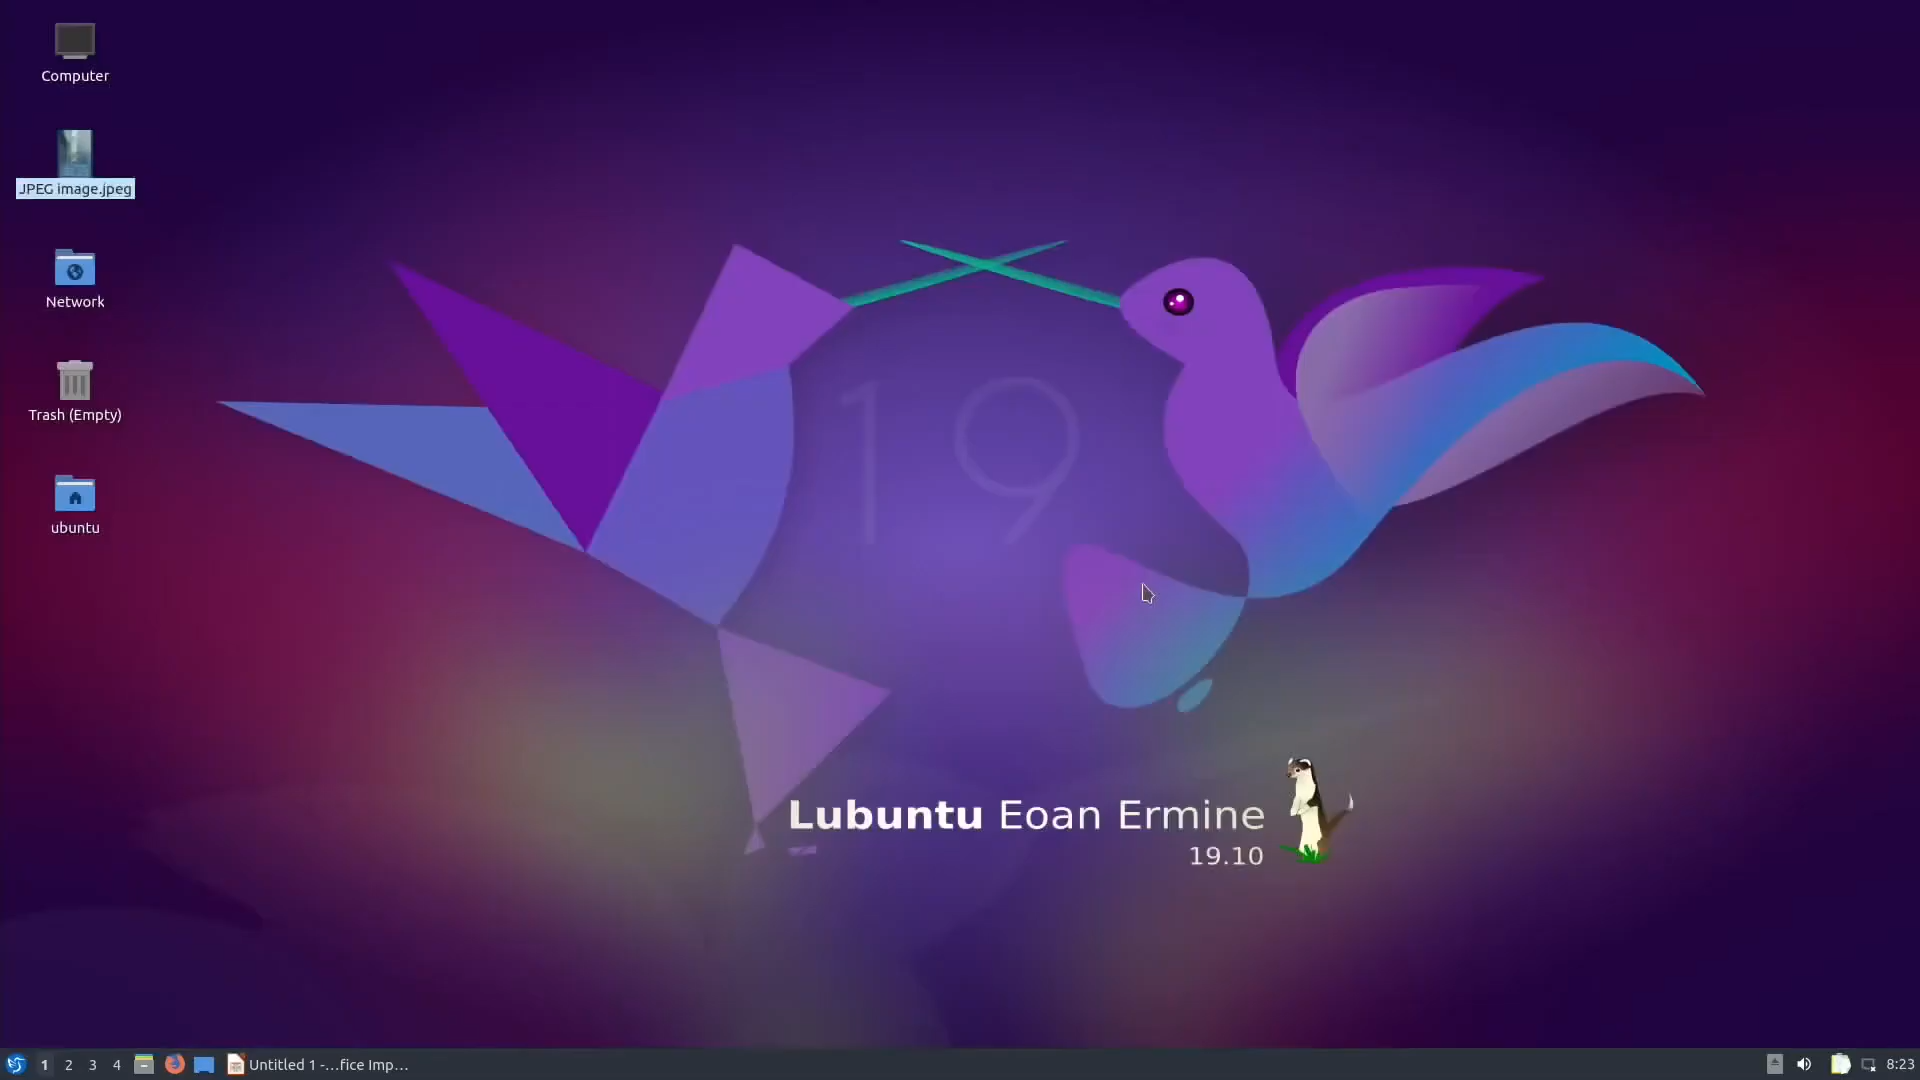 Computer
JPEG image.jpeg
Network
Trash (Empty)
ubuntu
19
Lubuntu Eoan Ermine
19.10
1 2 3 4 Untitled 1 -...fice Imp... 8:23